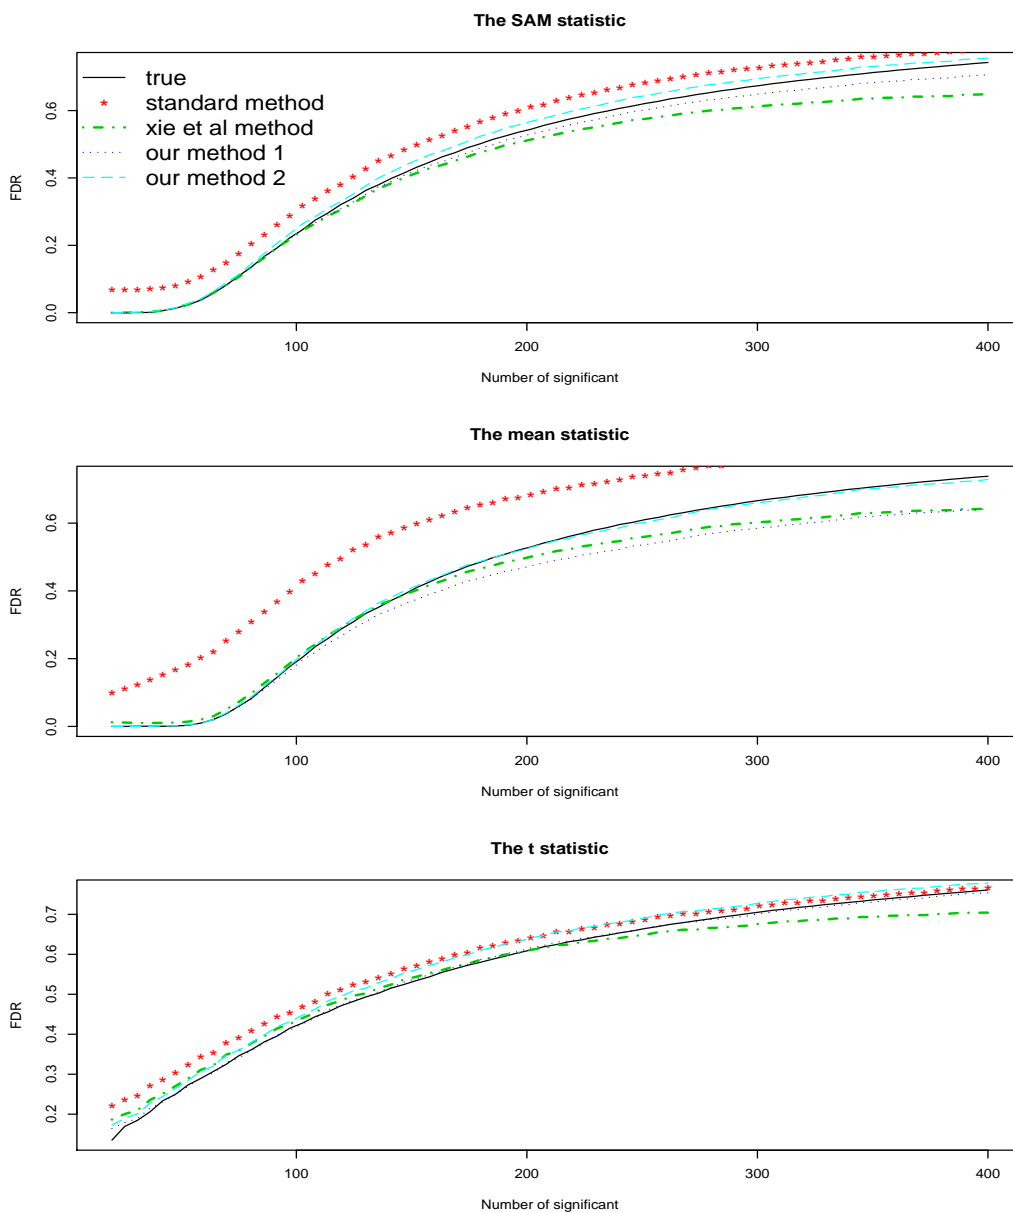 The SAM statistic
true
standard method
xie et al method
our method 1
our method 2
FDR
0.0 0.2 0.4 0.6
100 200 300 400
Number of significant
The mean statistic
FDR
0.0 0.2 0.4 0.6
100 200 300 400
Number of significant
The t statistic
FDR
0.2 0.3 0.4 0.5 0.6 0.7
100 200 300 400
Number of significant